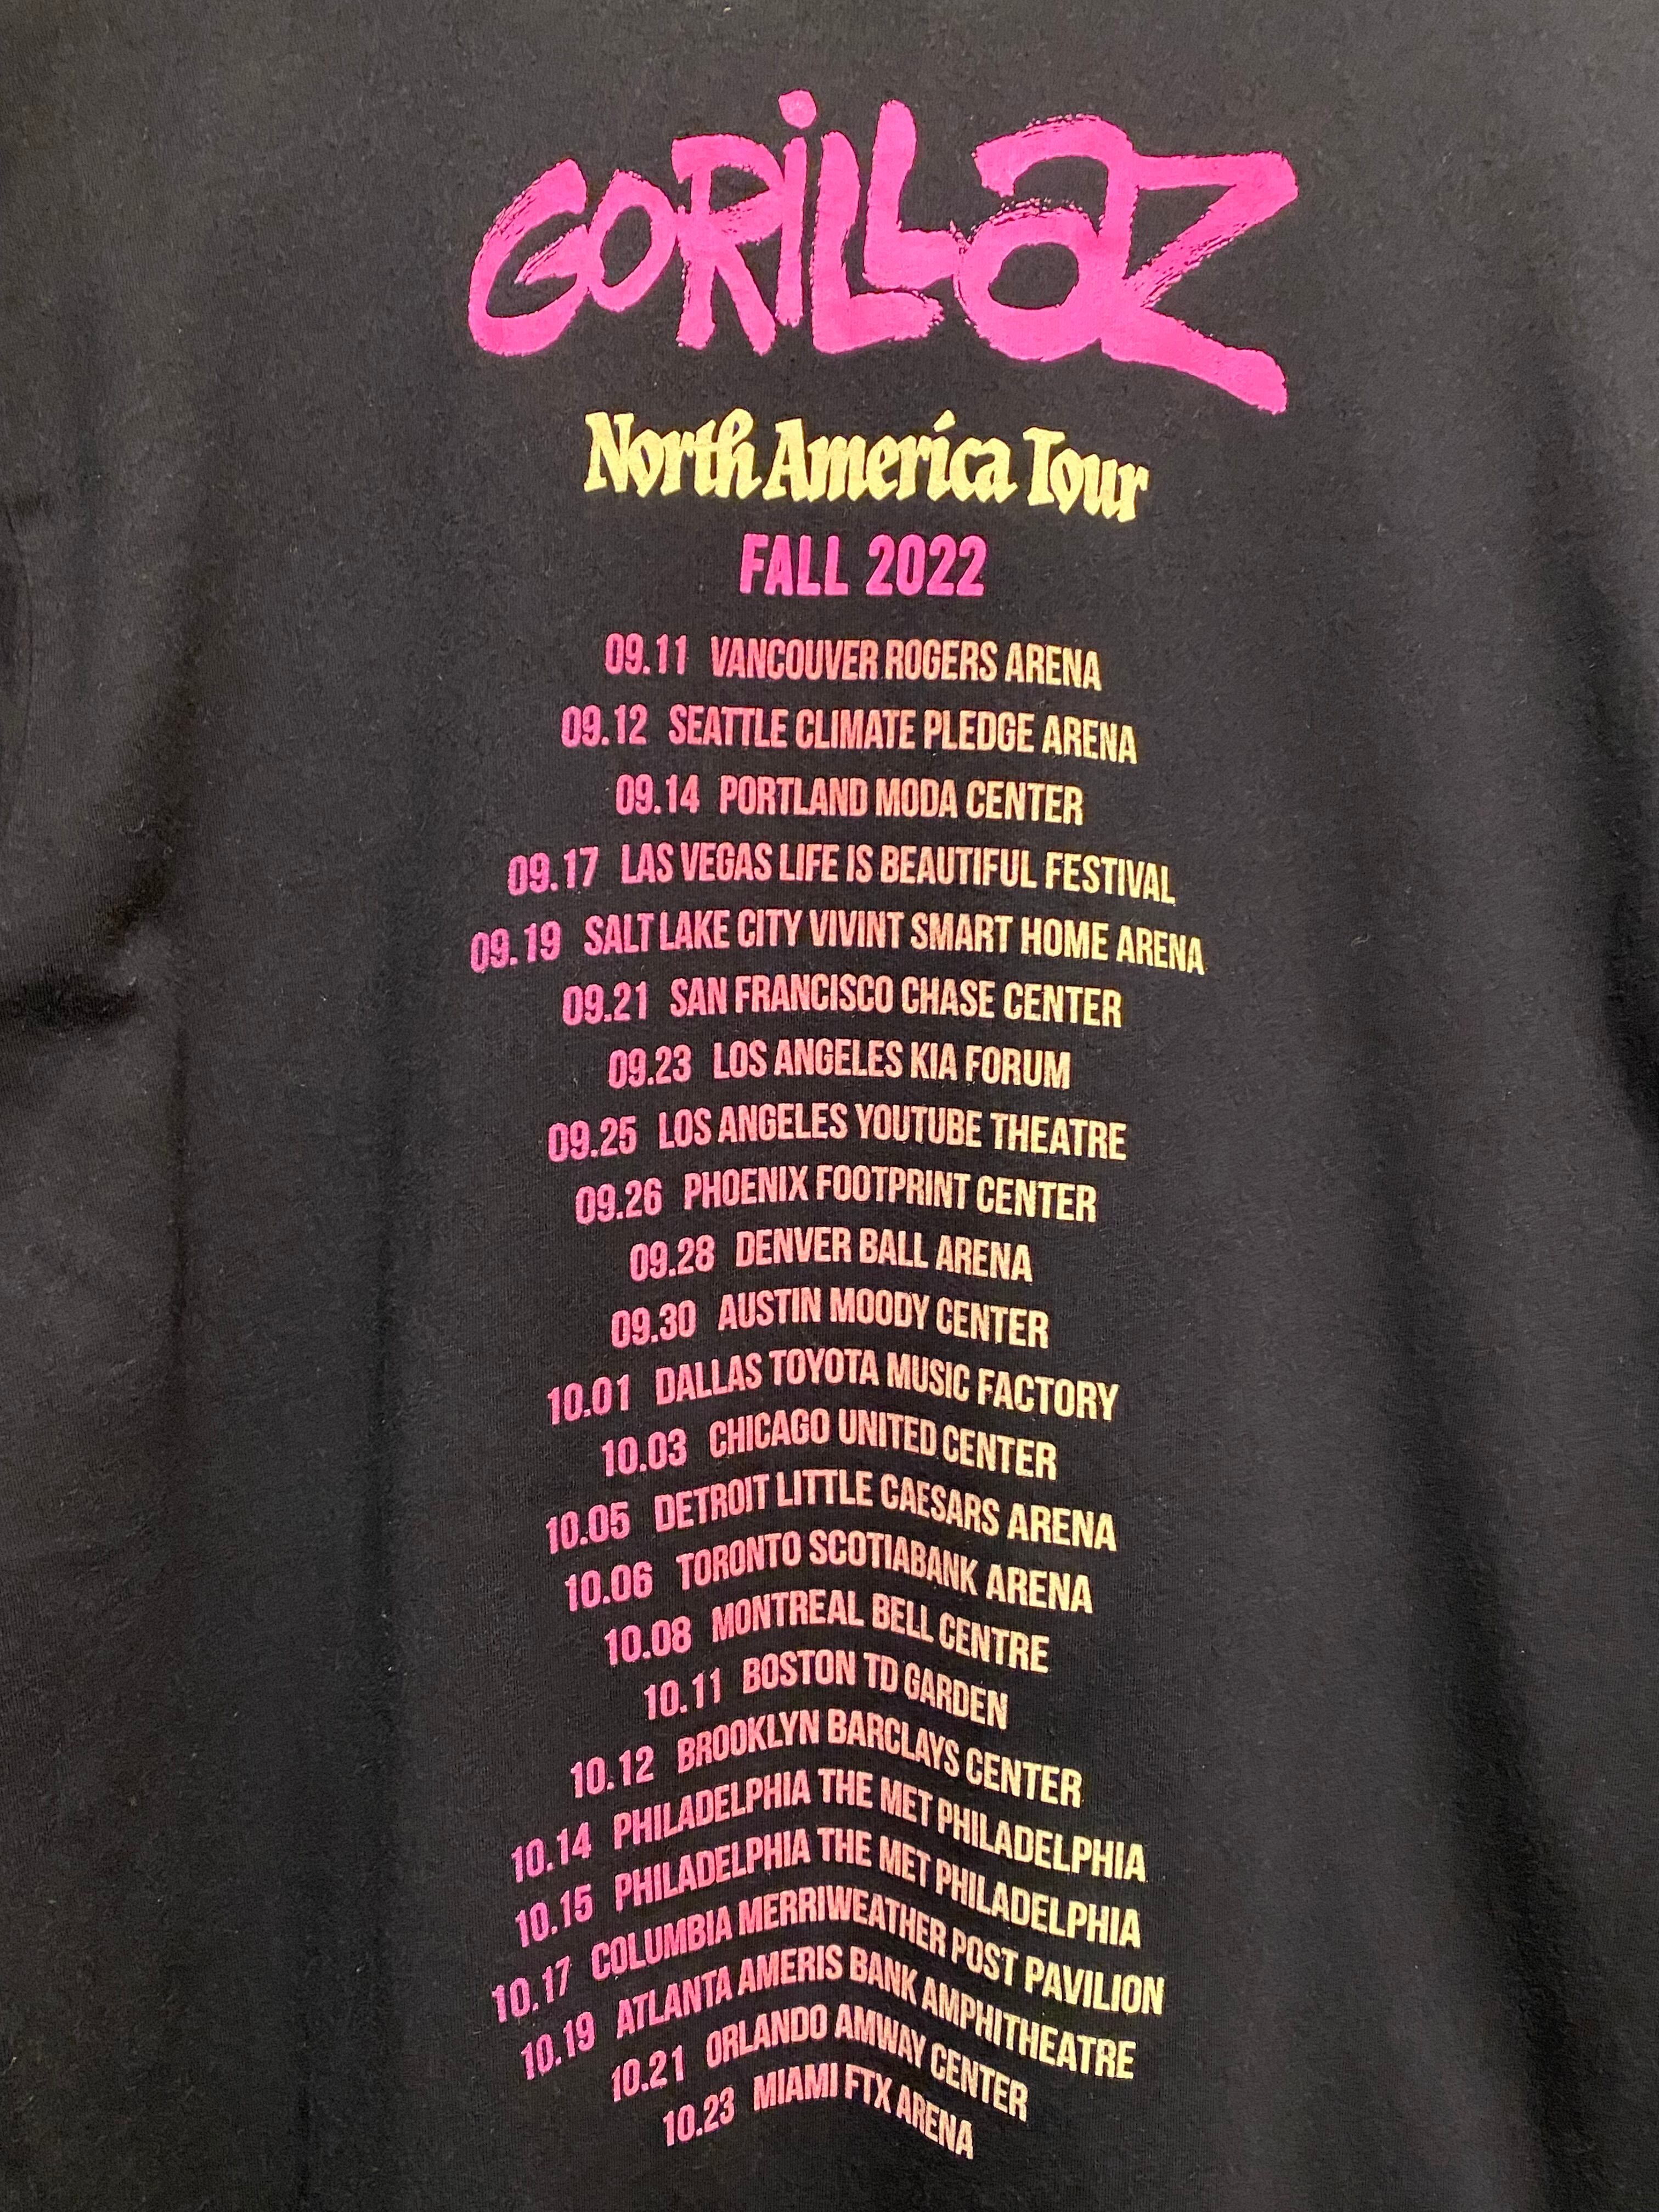 GORILLAZ
North America Tour
FALL 2022
09.11 VANCOUVER ROGERS ARENA
09.12 SEATTLE CLIMATE PLEDGE ARENA
09.14 PORTLAND MODA CENTER
09.17 LAS VEGAS LIFE IS BEAUTIFUL FESTIVAL
09.19 SALT LAKE CITY VIVINT SMART HOME ARENA
09.21 SAN FRANCISCO CHASE CENTER
09.23 LOS ANGELES KIA FORUM
09.25 LOS ANGELES YOUTUBE THEATRE
09.26 PHOENIX FOOTPRINT CENTER
09.28 DENVER BALL ARENA
09.30 AUSTIN MOODY CENTER
10.01 DALLAS TOYOTA MUSIC FACTORY
10.03 CHICAGO UNITED CENTER
10.05 DETROIT LITTLE CAESARS ARENA
10.06 TORONTO SCOTIABANK ARENA
10.08 MONTREAL BELL CENTRE
10.11 BOSTON TD GARDEN
10.12 BROOKLYN BARCLAYS CENTER
10.14 PHILADELPHIA THE MET PHILADELPHIA
10.15 PHILADELPHIA THE MET PHILADELPHIA
10.17 COLUMBIA MERRIWEATHER POST PAVILION
10.19 ATLANTA AMERIS BANK AMPHITHEATRE
10.21 ORLANDO AMWAY CENTER
10.23 MIAMI FTX ARENA